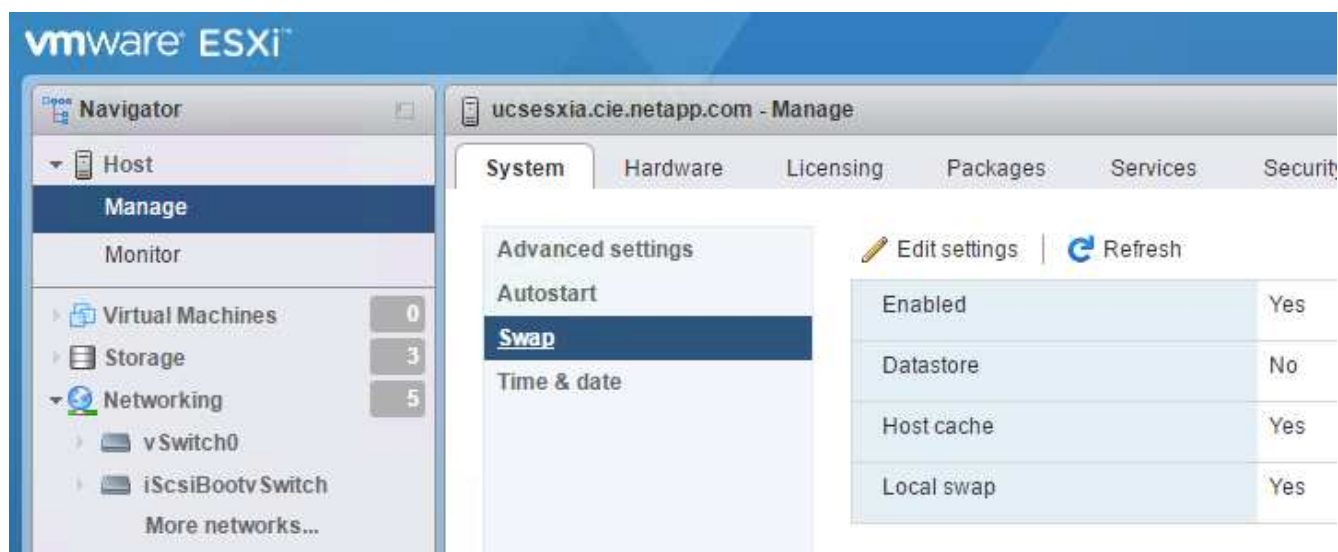 vmware ESXi™
Navigator
Host
Manage
Monitor
Virtual Machines 0
Storage 3
Networking 5
vSwitch0
iScsiBootvSwitch
More networks...
ucsesxia.cie.netapp.com - Manage
System Hardware Licensing Packages Services Security
Advanced settings
Autostart
Swap
Time & date
Edit settings | Refresh
Enabled Yes
Datastore No
Host cache Yes
Local swap Yes